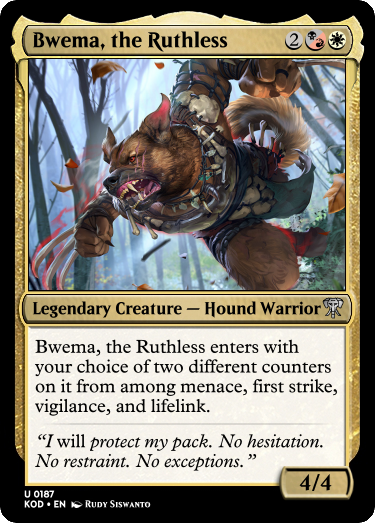 Bwema, the Ruthless 2
Legendary Creature — Hound Warrior
Bwema, the Ruthless enters with
your choice of two different counters
on it from among menace, first strike,
vigilance, and lifelink.
“I will protect my pack. No hesitation.
No restraint. No exceptions.”
4/4
U 0187
KOD • EN Rudy Siswanto